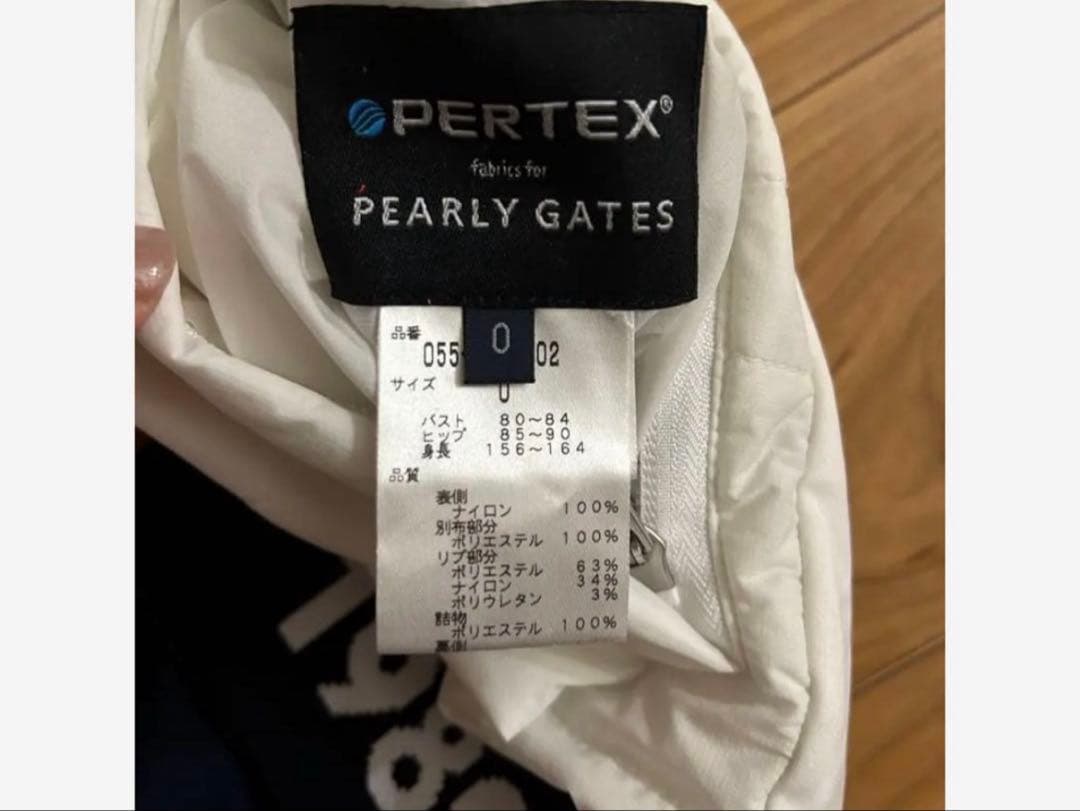 PERTEX®
fabrics for
PEARLY GATES
0
品番
055 02
サイズ
0
バスト 80～84
ヒップ 85～90
身長 156～164
品質
表側
ナイロン 100%
別布部分
ポリエステル 100%
リブ部分
ポリエステル 63%
ナイロン 34%
ポリウレタン 3%
詰物
ポリエステル 100%
裏側